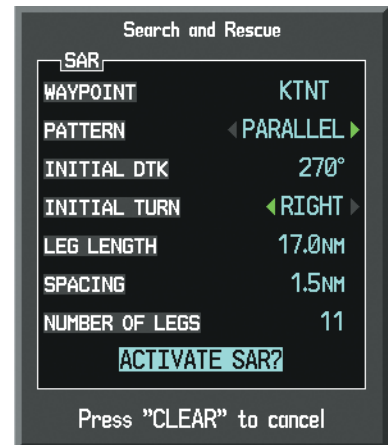 Search and Rescue
SAR
WAYPOINT KTNT
PATTERN PARALLEL
INITIAL DTK 270°
INITIAL TURN RIGHT
LEG LENGTH 17.0NM
SPACING 1.5NM
NUMBER OF LEGS 11
ACTIVATE SAR?
Press "CLEAR" to cancel